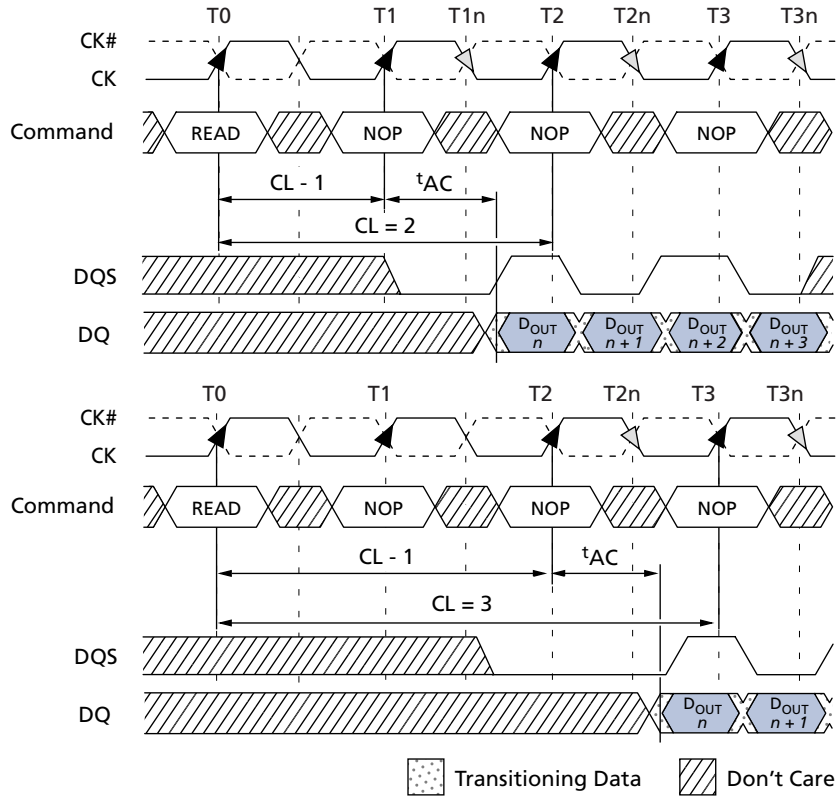 T0 T1 T1n T2 T2n T3 T3n
CK#
CK
Command READ NOP NOP NOP
CL - 1 tAC
CL = 2
DQS
DQ DOUT n DOUT n + 1 DOUT n + 2 DOUT n + 3
T0 T1 T2 T2n T3 T3n
CK#
CK
Command READ NOP NOP NOP
CL - 1 tAC
CL = 3
DQS
DQ DOUT n DOUT n + 1
Transitioning Data Don't Care